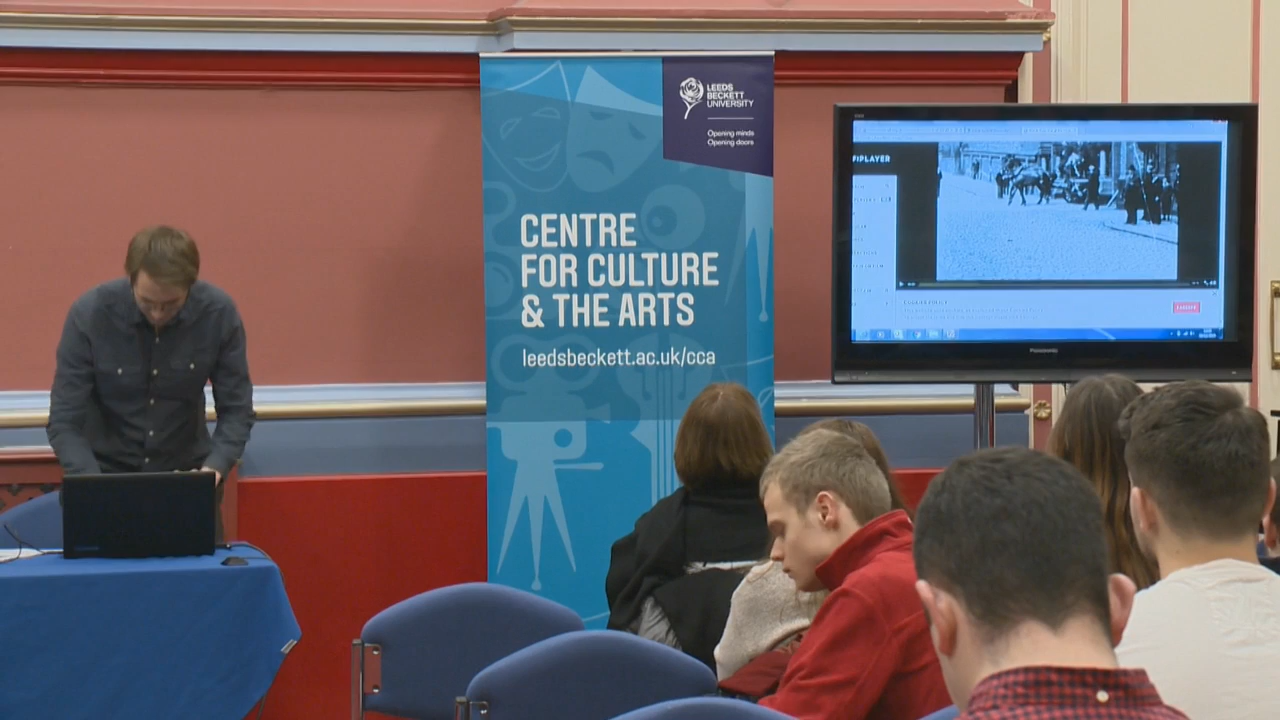 LEEDS
BECKETT
UNIVERSITY
Opening minds
Opening doors
CENTRE
FOR CULTURE
& THE ARTS
leedsbeckett.ac.uk/cca
PLAYER
Panasonic